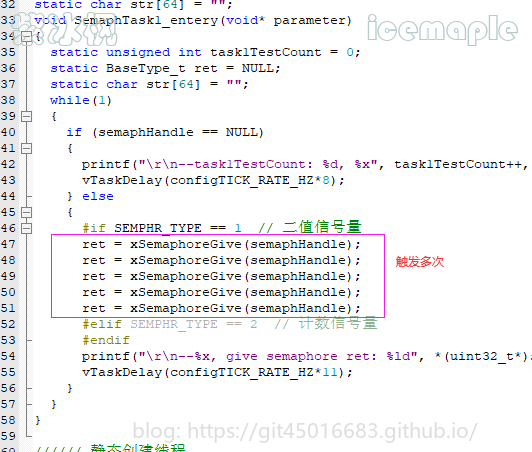 icemaple
32 static char str[64] = "";
33 void SemaphTask1_entery(void* parameter)
34 {
35 static unsigned int task1TestCount = 0;
36 static BaseType_t ret = NULL;
37 static char str[64] = "";
38 while(1)
39 {
40 if (semaphHandle == NULL)
41 {
42 printf("\r\n--task1TestCount: %d, %x", task1TestCount++,
43 vTaskDelay(configTICK_RATE_HZ*8);
44 } else
45 {
46 #if SEMPHR_TYPE == 1 // 二值信号量
47 ret = xSemaphoreGive(semaphHandle);
48 ret = xSemaphoreGive(semaphHandle);
49 ret = xSemaphoreGive(semaphHandle);
50 ret = xSemaphoreGive(semaphHandle);
51 ret = xSemaphoreGive(semaphHandle);
触发多次
52 #elif SEMPHR_TYPE == 2 // 计数信号量
53 #endif
54 printf("\r\n--%x, give semaphore ret: %ld", *(uint32_t*)
55 vTaskDelay(configTICK_RATE_HZ*11);
56 }
57 }
58 }
59
blog: https://git45016683.github.io/
60 ////// 静态创建线程